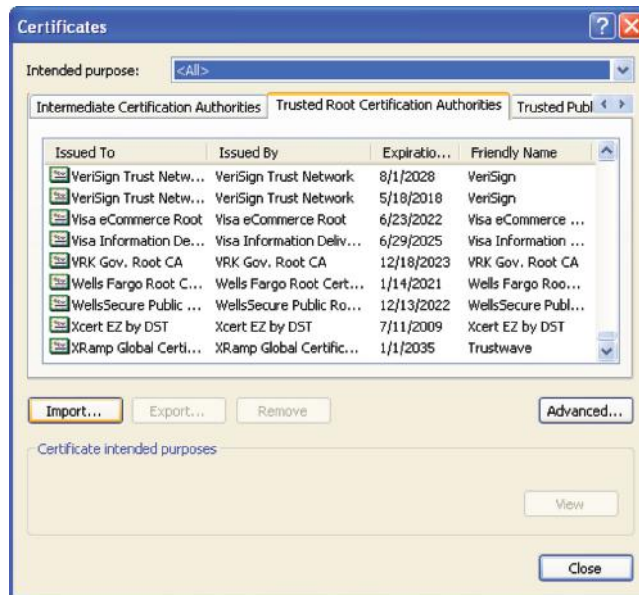 Certificates
Intended purpose: <All>
Intermediate Certification Authorities Trusted Root Certification Authorities Trusted Publ
Issued To Issued By Expiratio... Friendly Name
VeriSign Trust Netw... VeriSign Trust Network 8/1/2028 VeriSign
VeriSign Trust Netw... VeriSign Trust Network 5/18/2018 VeriSign
Visa eCommerce Root Visa eCommerce Root 6/23/2022 Visa eCommerce ...
Visa Information De... Visa Information Deliv... 6/29/2025 Visa Information ...
VRK Gov. Root CA VRK Gov. Root CA 12/18/2023 VRK Gov. Root CA
Wells Fargo Root C... Wells Fargo Root Cert... 1/14/2021 Wells Fargo Roo...
WellsSecure Public ... WellsSecure Public Ro... 12/13/2022 WellsSecure Publ...
Xcert EZ by DST Xcert EZ by DST 7/11/2009 Xcert EZ by DST
XRamp Global Certi... XRamp Global Certific... 1/1/2035 Trustwave
Import... Export... Remove Advanced...
Certificate intended purposes
View
Close